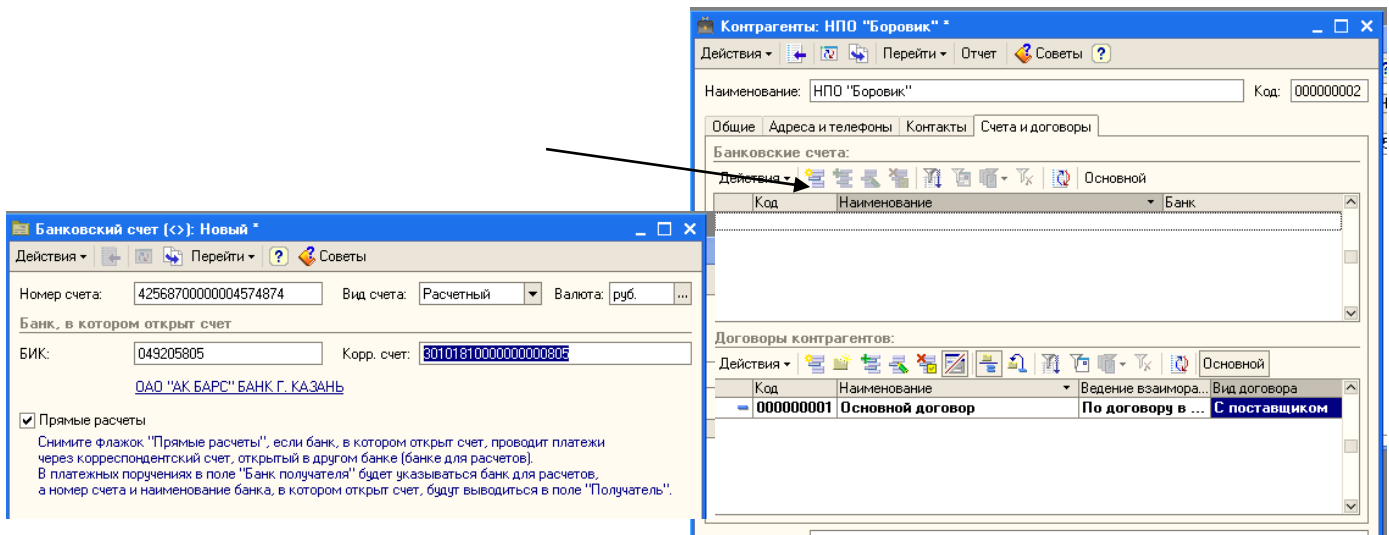 Контрагенты: НПО "Боровик" *
Действия Перейти Отчет Советы ?
Наименование: НПО "Боровик" Код: 000000002
Общие Адреса и телефоны Контакты Счета и договоры
Банковские счета:
Действия Основной
Код Наименование Банк
Договоры контрагентов:
Действия Основной
Код Наименование Ведение взаимора... Вид договора
000000001 Основной договор По договору в ... С поставщиком
Банковский счет (<>): Новый *
Действия Перейти ? Советы
Номер счета: 42568700000004574874 Вид счета: Расчетный Валюта: руб. ...
Банк, в котором открыт счет
БИК: 049205805 Корр. счет: 30101810000000000805
ОАО "АК БАРС" БАНК Г. КАЗАНЬ
Прямые расчеты
Снимите флажок "Прямые расчеты", если банк, в котором открыт счет, проводит платежи
через корреспондентский счет, открытый в другом банке (банке для расчетов).
В платежных поручениях в поле "Банк получателя" будет указываться банк для расчетов,
а номер счета и наименование банка, в котором открыт счет, будут выводиться в поле "Получатель".